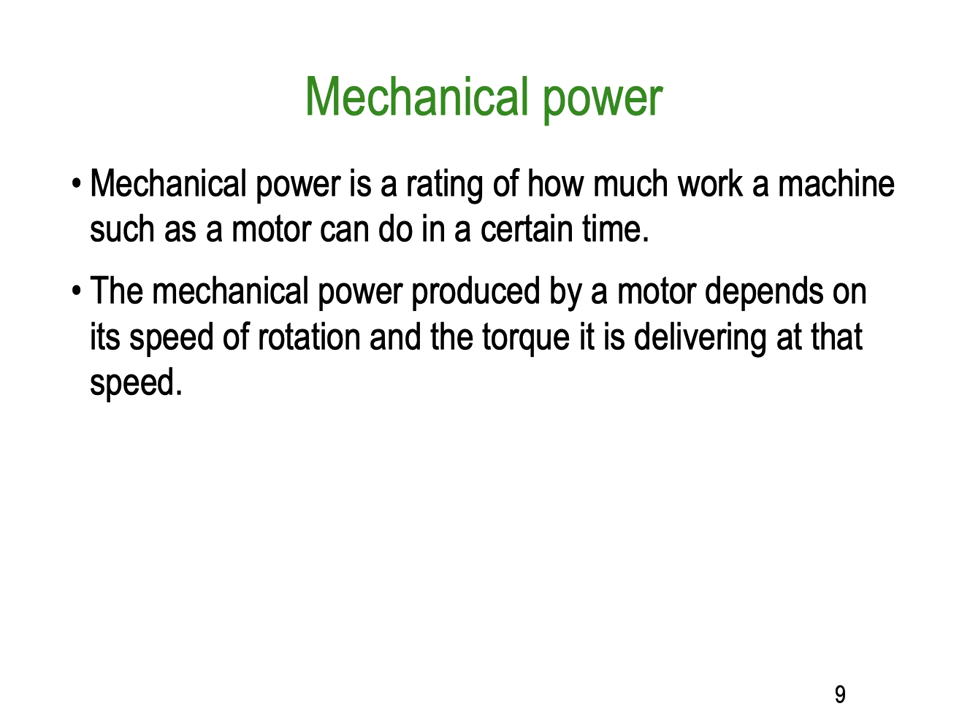 Mechanical power
• Mechanical power is a rating of how much work a machine
such as a motor can do in a certain time.
• The mechanical power produced by a motor depends on
its speed of rotation and the torque it is delivering at that
speed.
9